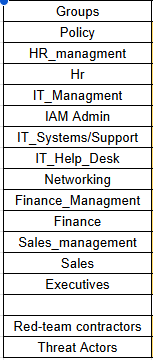 Groups
Policy
HR_managment
Hr
IT_Managment
IAM Admin
IT_Systems/Support
IT_Help_Desk
Networking
Finance_Managment
Finance
Sales_management
Sales
Executives
Red-team contractors
Threat Actors